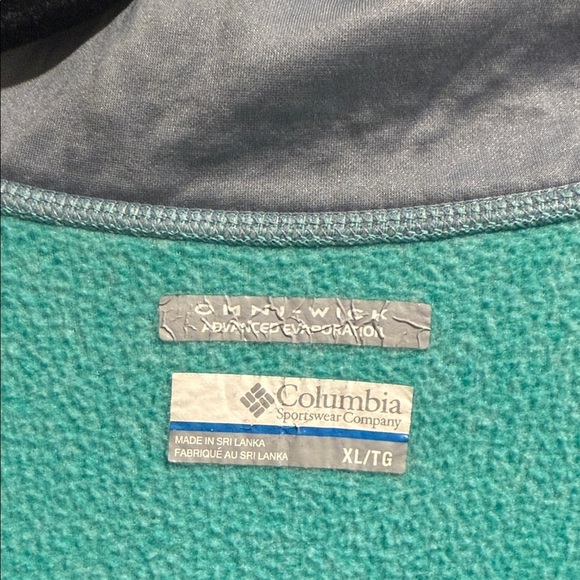 OMNI-WICK
ADVANCED EVAPORATION
Columbia
Sportswear Company
MADE IN SRI LANKA
FABRIQUÉ AU SRI LANKA
XL/TG